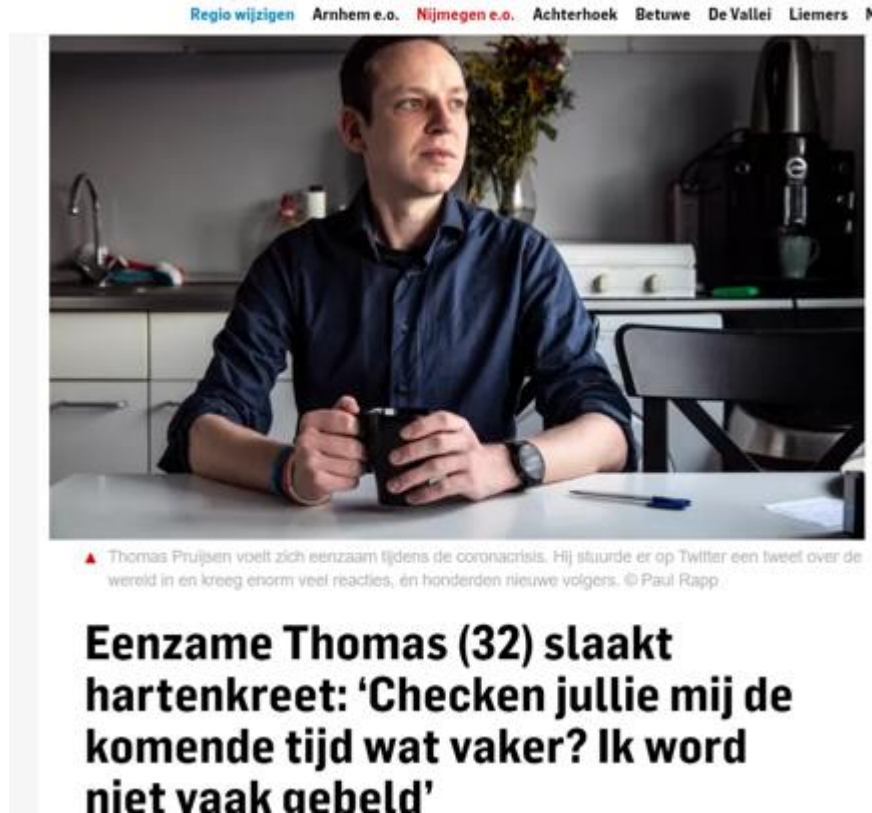 Regio wijzigen Arnhem e.o. Nijmegen e.o. Achterhoek Betuwe De Vallei Liemers
Thomas Pruijsen voelt zich eenzaam tijdens de coronacrisis. Hij stuurde er op Twitter een tweet over de
wereld in en kreeg enorm veel reacties, én honderden nieuwe volgers. © Paul Rapp
Eenzame Thomas (32) slaakt
hartenkreet: ‘Checken jullie mij de
komende tijd wat vaker? Ik word
niet vaak gebeld’